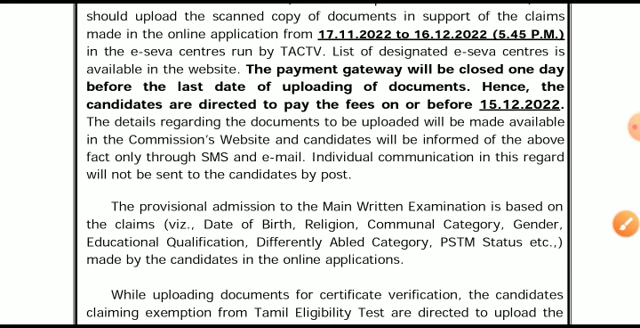 should upload the scanned copy of documents in support of the claims
made in the online application from 17.11.2022 to 16.12.2022 (5.45 P.M.)
in the e-seva centres run by TACTV. List of designated e-seva centres is
available in the website. The payment gateway will be closed one day
before the last date of uploading of documents. Hence, the
candidates are directed to pay the fees on or before 15.12.2022.
The details regarding the documents to be uploaded will be made available
in the Commission's Website and candidates will be informed of the above
fact only through SMS and e-mail. Individual communication in this regard
will not be sent to the candidates by post.
The provisional admission to the Main Written Examination is based on
the claims (viz., Date of Birth, Religion, Communal Category, Gender,
Educational Qualification, Differently Abled Category, PSTM Status etc.,)
made by the candidates in the online applications.
While uploading documents for certificate verification, the candidates
claiming exemption from Tamil Eligibility Test are directed to upload the